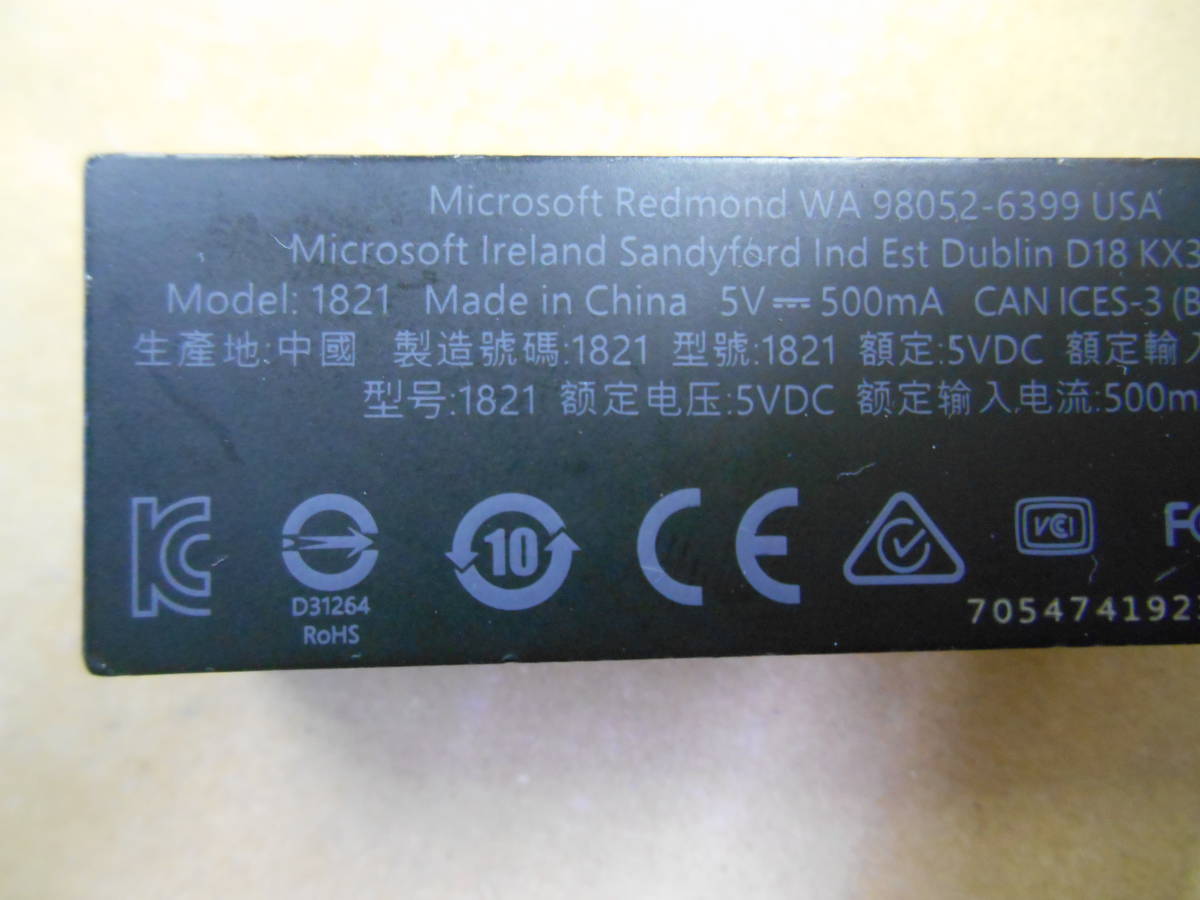 Microsoft Redmond WA 98052-6399 USA
Microsoft Ireland Sandyford Ind Est Dublin D18 KX3
Model: 1821 Made in China 5V⎓500mA CAN ICES-3 (B
生產地:中國 製造號碼:1821 型號:1821 額定:5VDC 額定輸入
型号:1821 额定电压:5VDC 额定输入电流:500m
10
CE
VCI
FC
D31264
RoHS
705474192